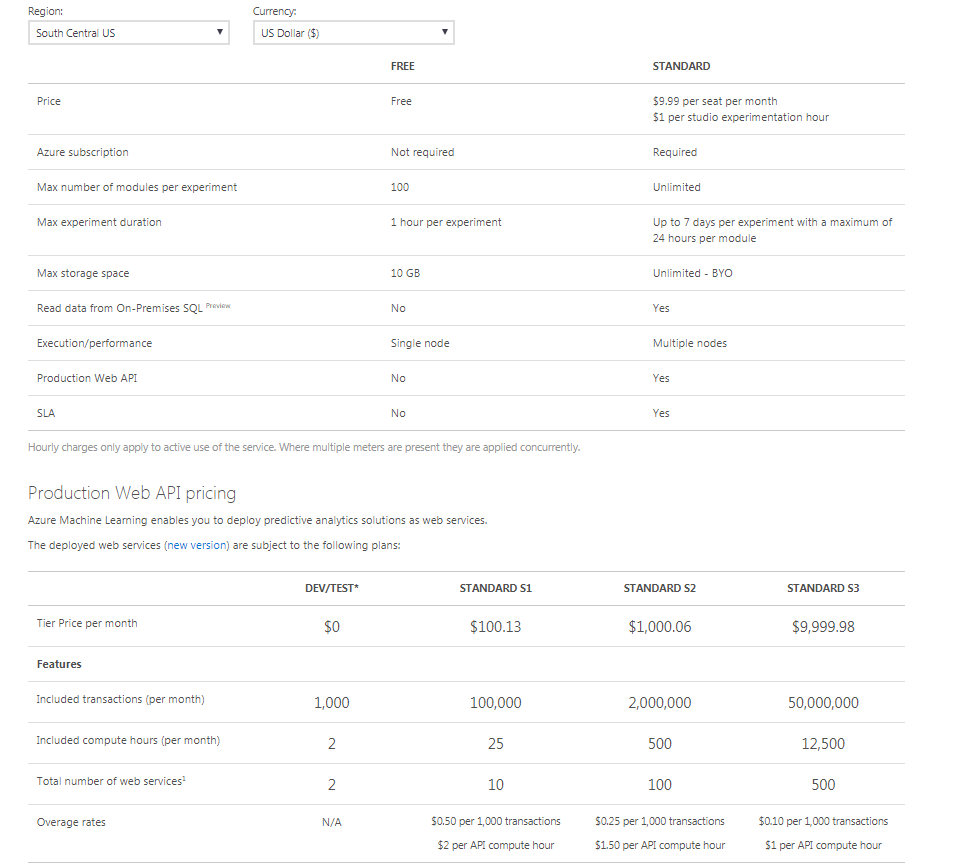 Region: Currency:
South Central US US Dollar ($)
FREE STANDARD
Price Free $9.99 per seat per month
$1 per studio experimentation hour
Azure subscription Not required Required
Max number of modules per experiment 100 Unlimited
Max experiment duration 1 hour per experiment Up to 7 days per experiment with a maximum of
24 hours per module
Max storage space 10 GB Unlimited - BYO
Read data from On-Premises SQL Preview No Yes
Execution/performance Single node Multiple nodes
Production Web API No Yes
SLA No Yes
Hourly charges only apply to active use of the service. Where multiple meters are present they are applied concurrently.
Production Web API pricing
Azure Machine Learning enables you to deploy predictive analytics solutions as web services.
The deployed web services (new version) are subject to the following plans:
DEV/TEST* STANDARD S1 STANDARD S2 STANDARD S3
Tier Price per month $0 $100.13 $1,000.06 $9,999.98
Features
Included transactions (per month) 1,000 100,000 2,000,000 50,000,000
Included compute hours (per month) 2 25 500 12,500
Total number of web services¹ 2 10 100 500
Overage rates N/A $0.50 per 1,000 transactions $0.25 per 1,000 transactions $0.10 per 1,000 transactions
$2 per API compute hour $1.50 per API compute hour $1 per API compute hour